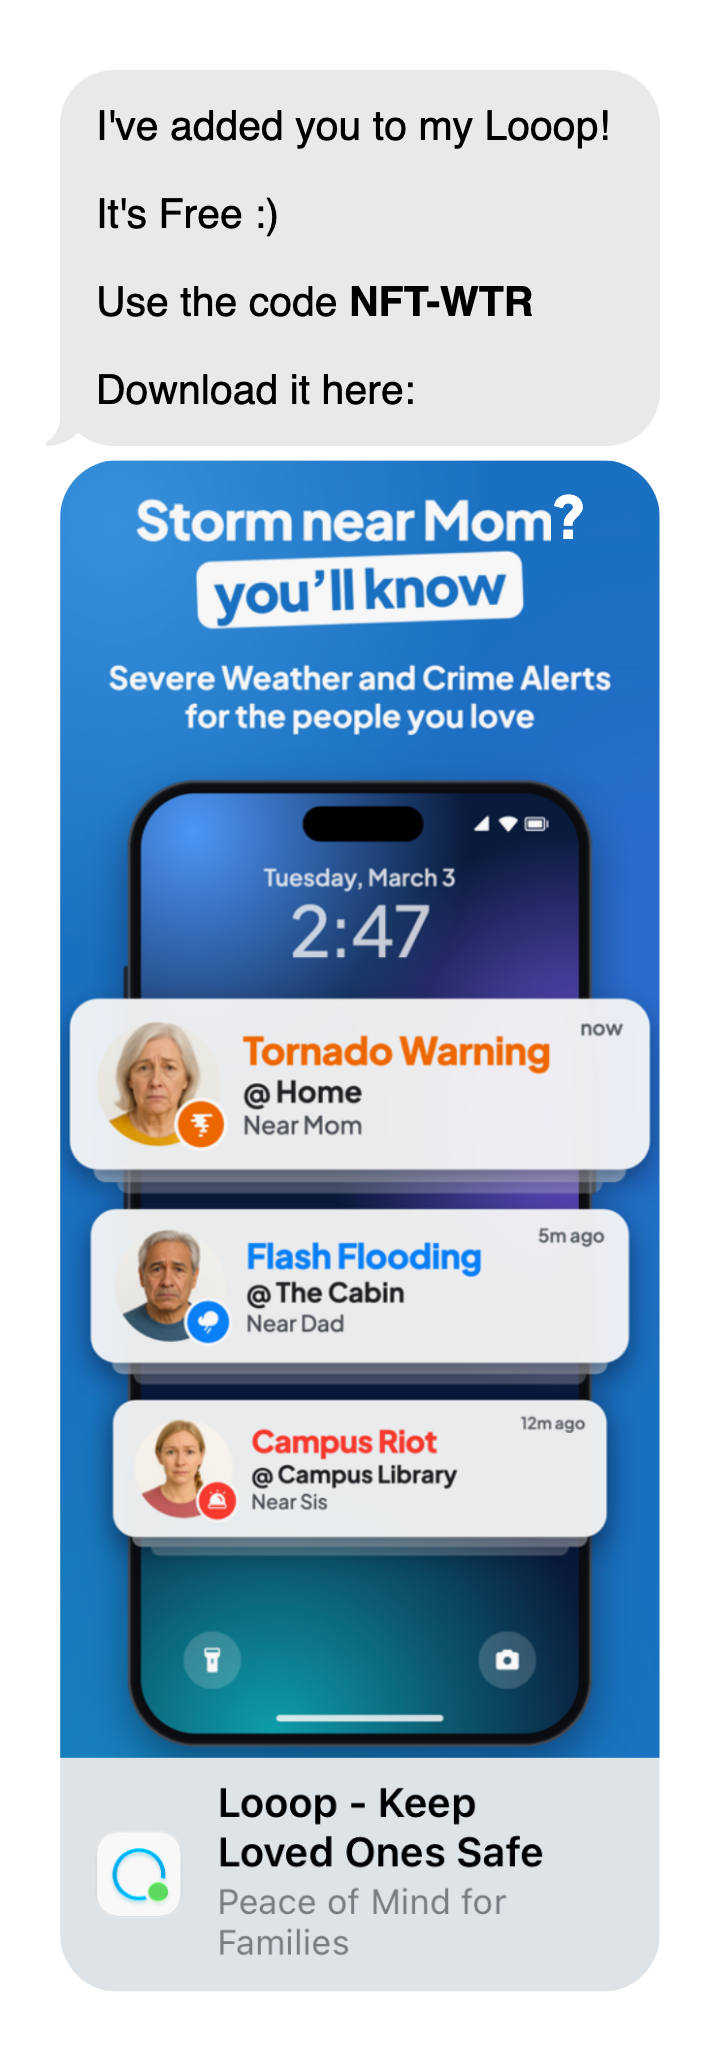 I've added you to my Looop!
It's Free :)
Use the code NFT-WTR
Download it here:
Storm near Mom?
you'll know
Severe Weather and Crime Alerts
for the people you love
Tuesday, March 3
2:47
now
Tornado Warning
@ Home
Near Mom
5m ago
Flash Flooding
@ The Cabin
Near Dad
12m ago
Campus Riot
@ Campus Library
Near Sis
Looop - Keep
Loved Ones Safe
Peace of Mind for
Families